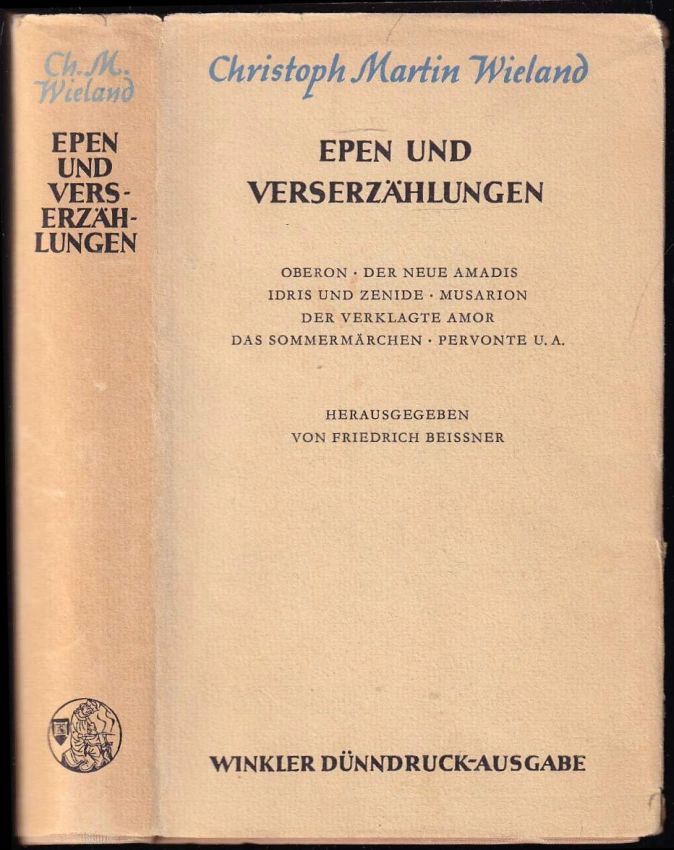 Ch. M.
Wieland
EPEN
UND
VERS-
ERZÄH-
LUNGEN
Christoph Martin Wieland
EPEN UND
VERSERZÄHLUNGEN
OBERON · DER NEUE AMADIS
IDRIS UND ZENIDE · MUSARION
DER VERKLAGTE AMOR
DAS SOMMERMÄRCHEN · PERVONTE U. A.
HERAUSGEGEBEN
VON FRIEDRICH BEISSNER
WINKLER DÜNNDRUCK-AUSGABE